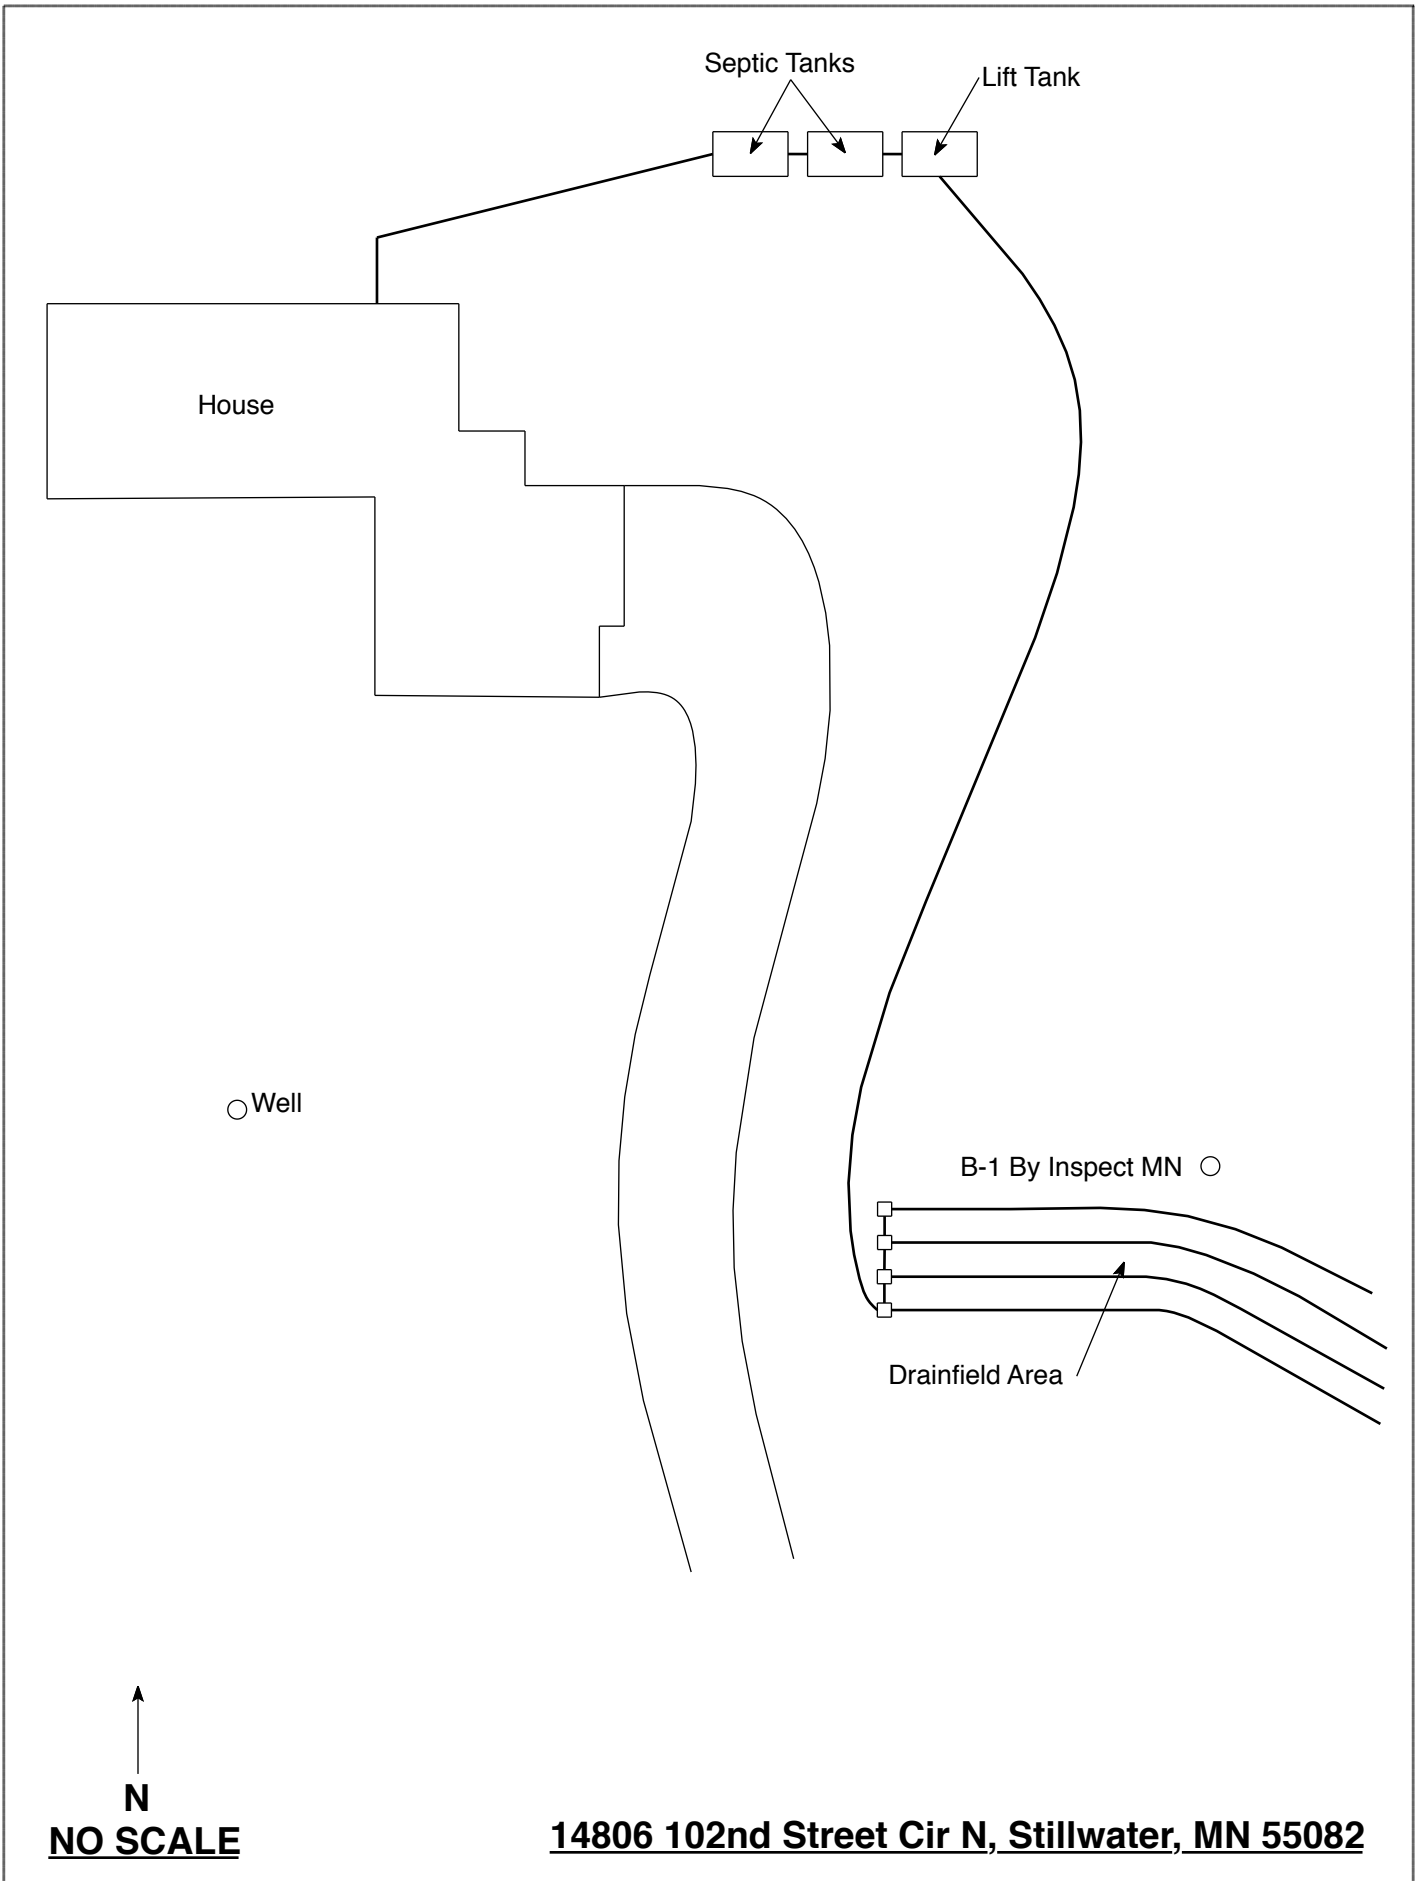 Septic Tanks
Lift Tank
House
Well
B-1 By Inspect MN
Drainfield Area
N
NO SCALE
14806 102nd Street Cir N, Stillwater, MN 55082